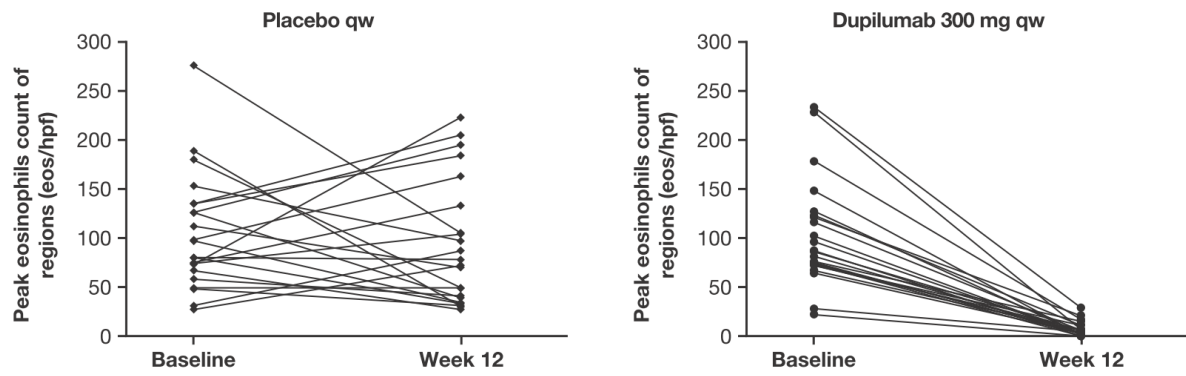 Placebo qw
Peak eosinophils count of
regions (eos/hpf)
300
250
200
150
100
50
0
Baseline
Week 12
Dupilumab 300 mg qw
Peak eosinophils count of
regions (eos/hpf)
300
250
200
150
100
50
0
Baseline
Week 12